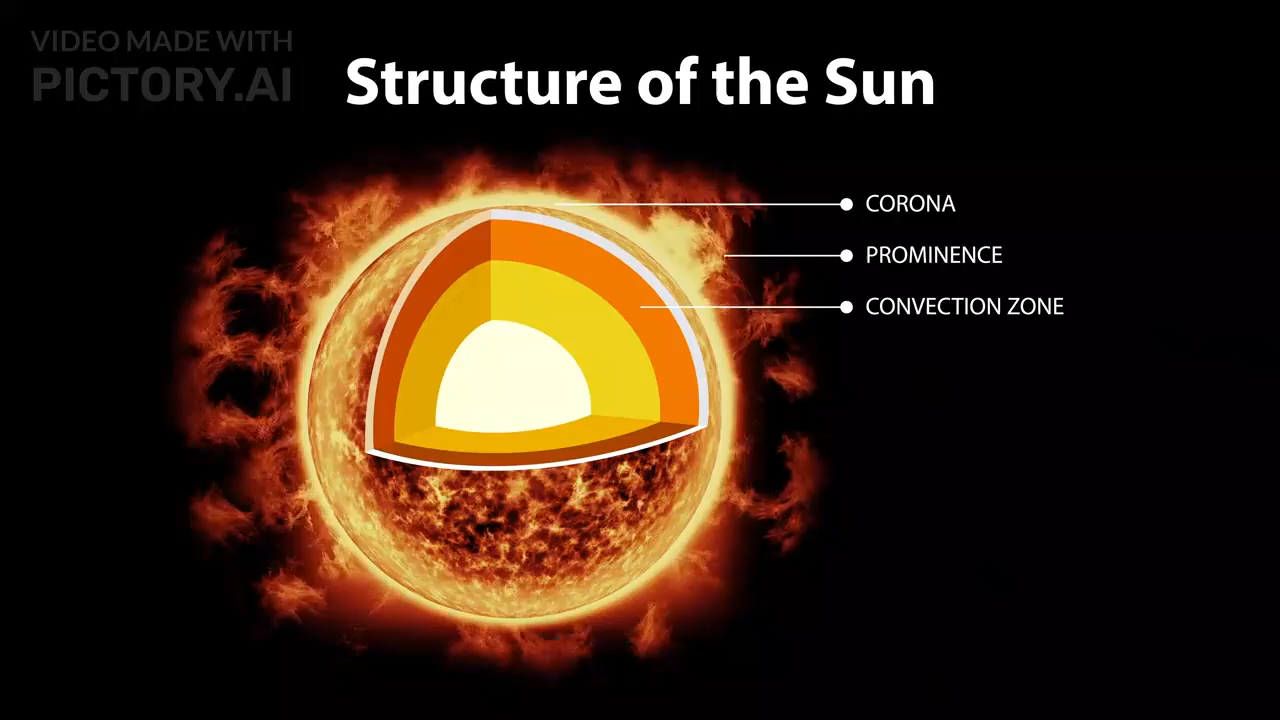 VIDEO MADE WITH
PICTORY.AI
Structure of the Sun
CORONA
PROMINENCE
CONVECTION ZONE